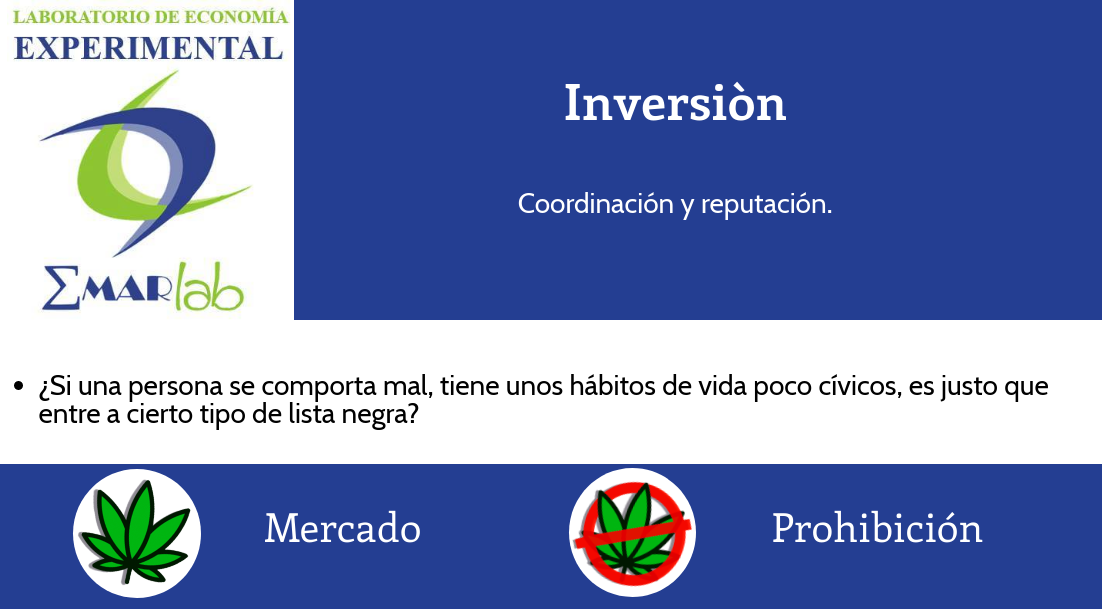 LABORATORIO DE ECONOMÍA
EXPERIMENTAL
ΣMARlab
Inversiòn
Coordinación y reputación.
• ¿Si una persona se comporta mal, tiene unos hábitos de vida poco cívicos, es justo que
entre a cierto tipo de lista negra?
Mercado
Prohibición